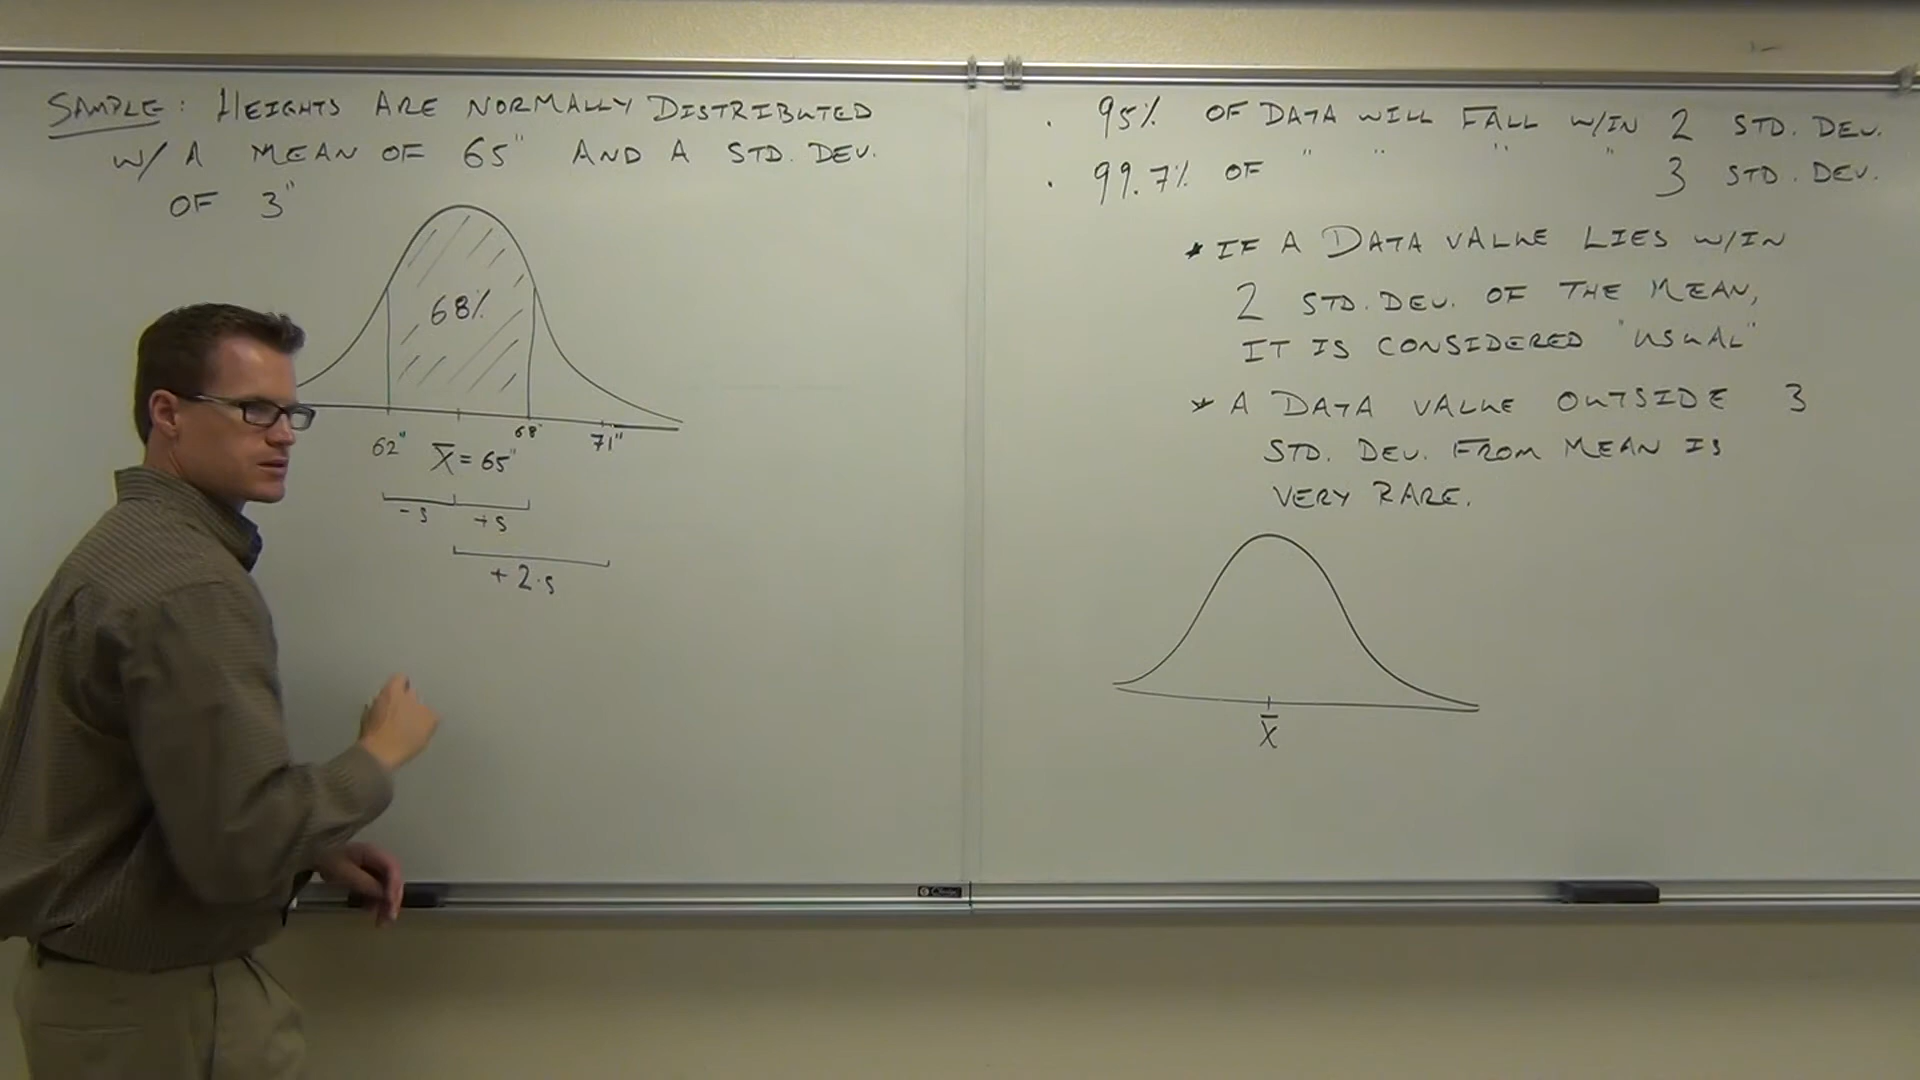 SAMPLE: HEIGHTS ARE NORMALLY DISTRIBUTED
W/ A MEAN OF 65" AND A STD. DEV.
OF 3"
68%
62" X̄ = 65" 68" 71"
-s +s
+2·s
· 95% OF DATA WILL FALL W/IN 2 STD. DEV.
· 99.7% OF " " " " 3 STD. DEV.
* IF A DATA VALUE LIES W/IN
2 STD. DEV. OF THE MEAN,
IT IS CONSIDERED "USUAL"
* A DATA VALUE OUTSIDE 3
STD. DEV. FROM MEAN IS
VERY RARE.
X̄